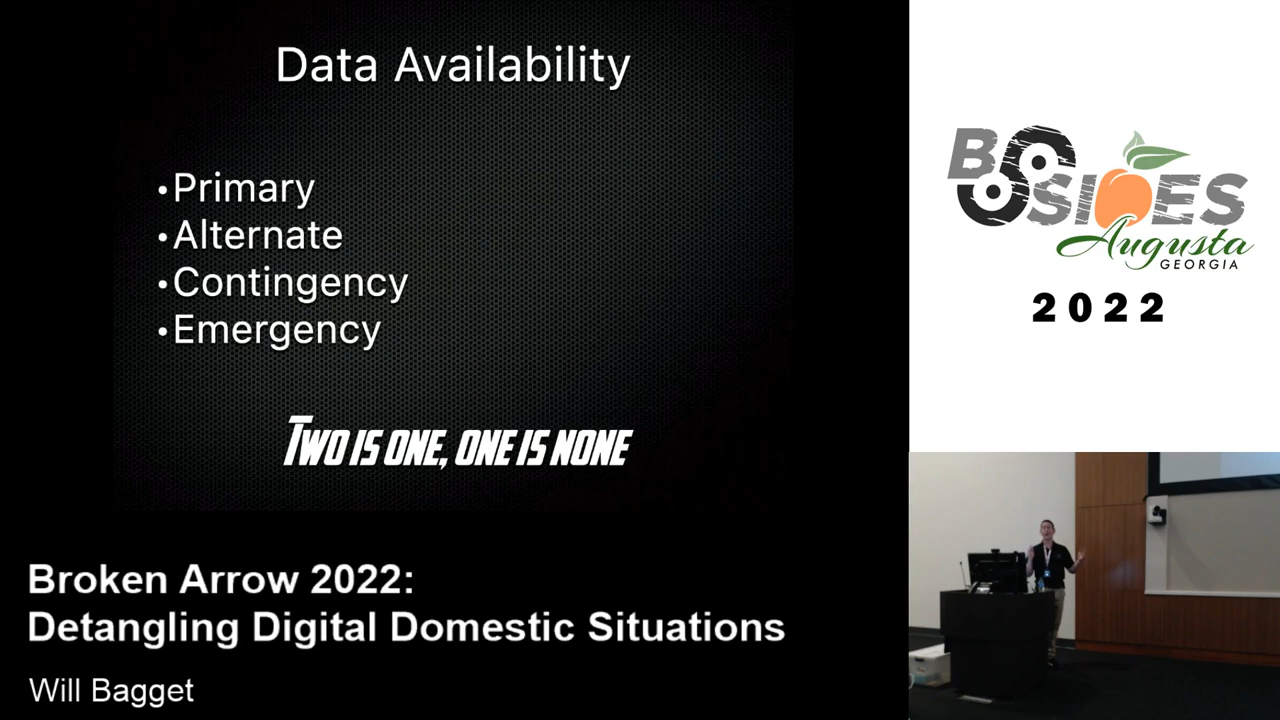 Data Availability
•Primary
•Alternate
•Contingency
•Emergency
TWO IS ONE, ONE IS NONE
Broken Arrow 2022:
Detangling Digital Domestic Situations
Will Bagget
BSIDES
Augusta
GEORGIA
2022